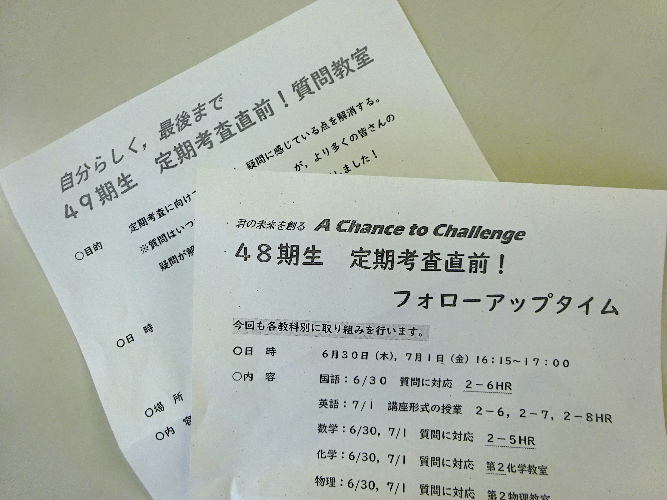 自分らしく，最後まで
４９期生　定期考査直前！質問教室
○目的　定期考査に向け
疑問に感じている点を解消する。
※質問はいつ
が，より多くの皆さんの
疑問が解
しました！
○日　時
○場　所
○内　容
君の未来を創る　A Chance to Challenge
４８期生　定期考査直前！
フォローアップタイム
今回も各教科別に取り組みを行います。
○日　時　６月３０日（木），７月１日（金）１６：１５～１７：００
○内　容　国語：６/３０　質問に対応　２－６HR
英語：７/１　講座形式の授業　２－６，２－７，２－８HR
数学：６/３０，７/１　質問に対応　２－５HR
化学：６/３０，７/１　質問に対応　第２化学教室
物理：６/３０，７/１　質問に対応　第２物理教室